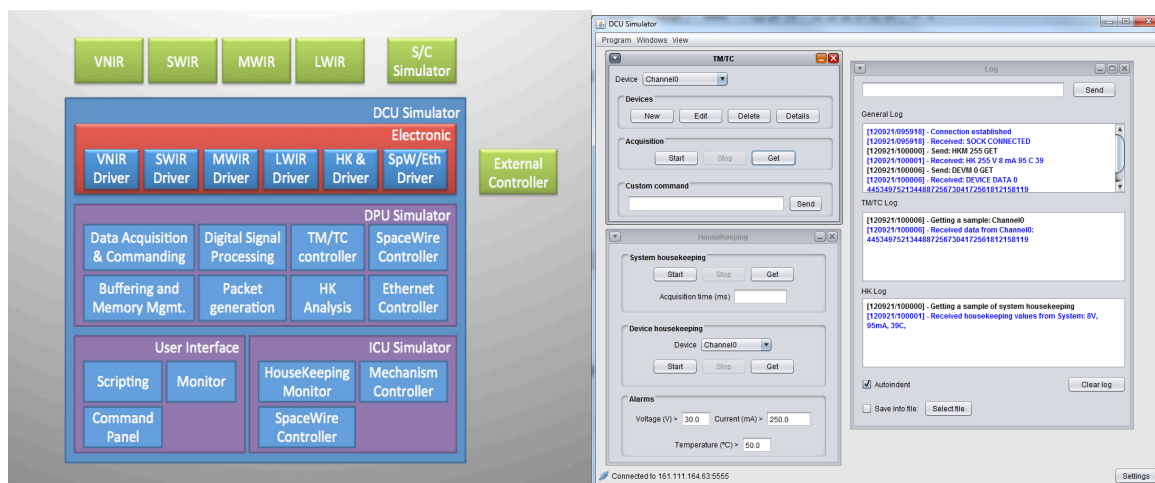 VNIR
SWIR
MWIR
LWIR
S/C
Simulator
DCU Simulator
Electronic
VNIR
Driver
SWIR
Driver
MWIR
Driver
LWIR
Driver
HK &
Driver
SpW/Eth
Driver
External
Controller
DPU Simulator
Data Acquisition
& Commanding
Digital Signal
Processing
TM/TC
controller
SpaceWire
Controller
Buffering and
Memory Mgmt.
Packet
generation
HK
Analysis
Ethernet
Controller
User Interface
Scripting
Monitor
Command
Panel
ICU Simulator
HouseKeeping
Monitor
Mechanism
Controller
SpaceWire
Controller
DCU Simulator
Program Windows View
TM/TC
Device Channel0
Devices
New Edit Delete Details
Acquisition
Start Stop Get
Custom command
Send
HouseKeeping
System housekeeping
Start Stop Get
Acquisition time (ms)
Device housekeeping
Device Channel0
Start Stop Get
Alarms
Voltage (V) > 30.0 Current (mA) > 250.0
Temperature (ºC) > 50.0
Log
Send
General Log
[120921/095918] - Connection established
[120921/095918] - Received: SOCK CONNECTED
[120921/100000] - Send: HKM 255 GET
[120921/100001] - Received: HK 255 V 8 mA 95 C 39
[120921/100006] - Send: DEVM 0 GET
[120921/100006] - Received: DEVICE DATA 0
44534975213448872567304172561812158119
TM/TC Log
[120921/100006] - Getting a sample: Channel0
[120921/100006] - Received data from Channel0:
44534975213448872567304172561812158119
HK Log
[120921/100000] - Getting a sample of system housekeeping
[120921/100001] - Received housekeeping values from System: 8V,
95mA, 39C,
Autoindent
Clear log
Save into file: Select file
Connected to 161.111.164.63:5555
Settings